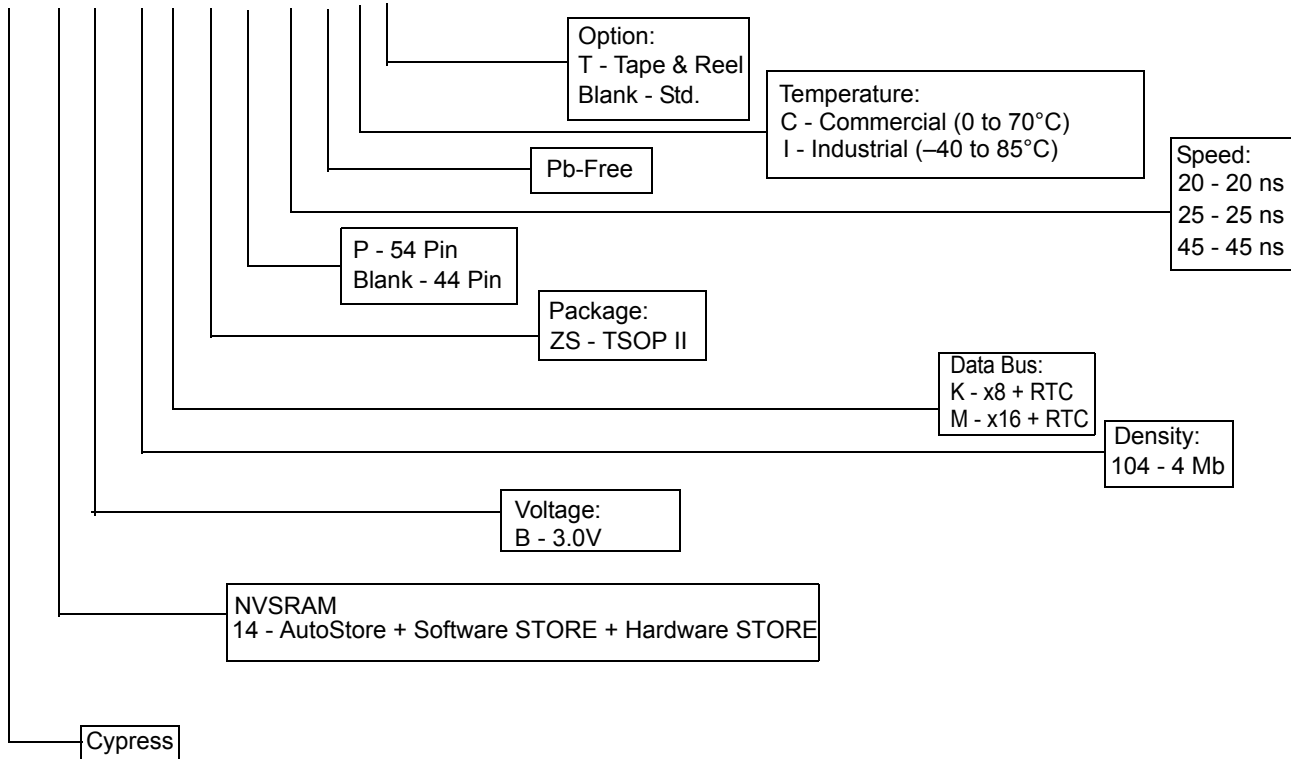 Option:
T - Tape & Reel
Blank - Std.
Temperature:
C - Commercial (0 to 70°C)
I - Industrial (–40 to 85°C)
Speed:
20 - 20 ns
25 - 25 ns
45 - 45 ns
Pb-Free
P - 54 Pin
Blank - 44 Pin
Package:
ZS - TSOP II
Data Bus:
K - x8 + RTC
M - x16 + RTC
Density:
104 - 4 Mb
Voltage:
B - 3.0V
NVSRAM
14 - AutoStore + Software STORE + Hardware STORE
Cypress